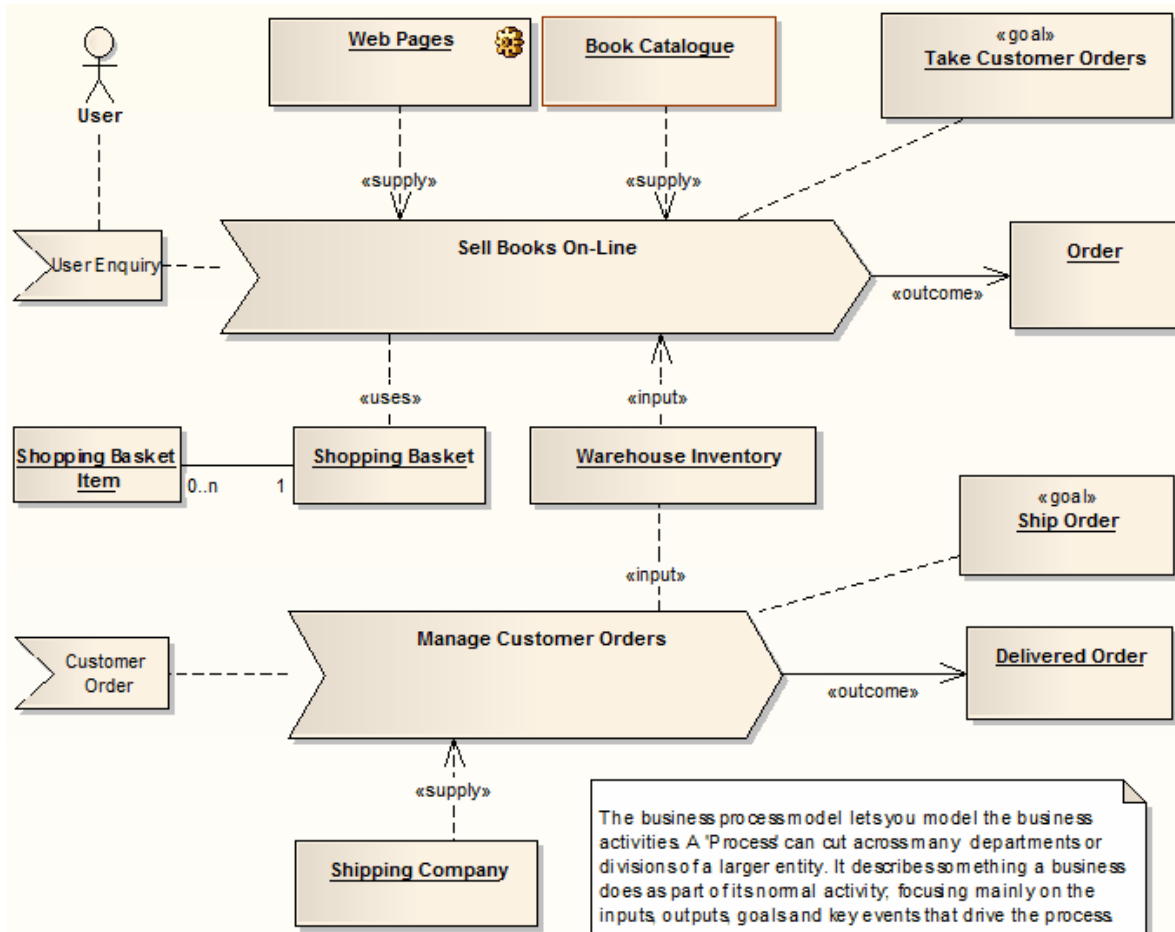 Web Pages
Book Catalogue
«goal»
Take Customer Orders
User
«supply»
«supply»
Sell Books On-Line
User Enquiry
Order
«outcome»
«uses»
«input»
Shopping Basket
Item
0..n
1
Shopping Basket
Warehouse Inventory
«goal»
Ship Order
«input»
Manage Customer Orders
Customer
Order
Delivered Order
«outcome»
«supply»
Shipping Company
The business process model lets you model the business
activities. A 'Process' can cut across many departments or
divisions of a larger entity. It describes something a business
does as part of its normal activity; focusing mainly on the
inputs, outputs, goals and key events that drive the process.